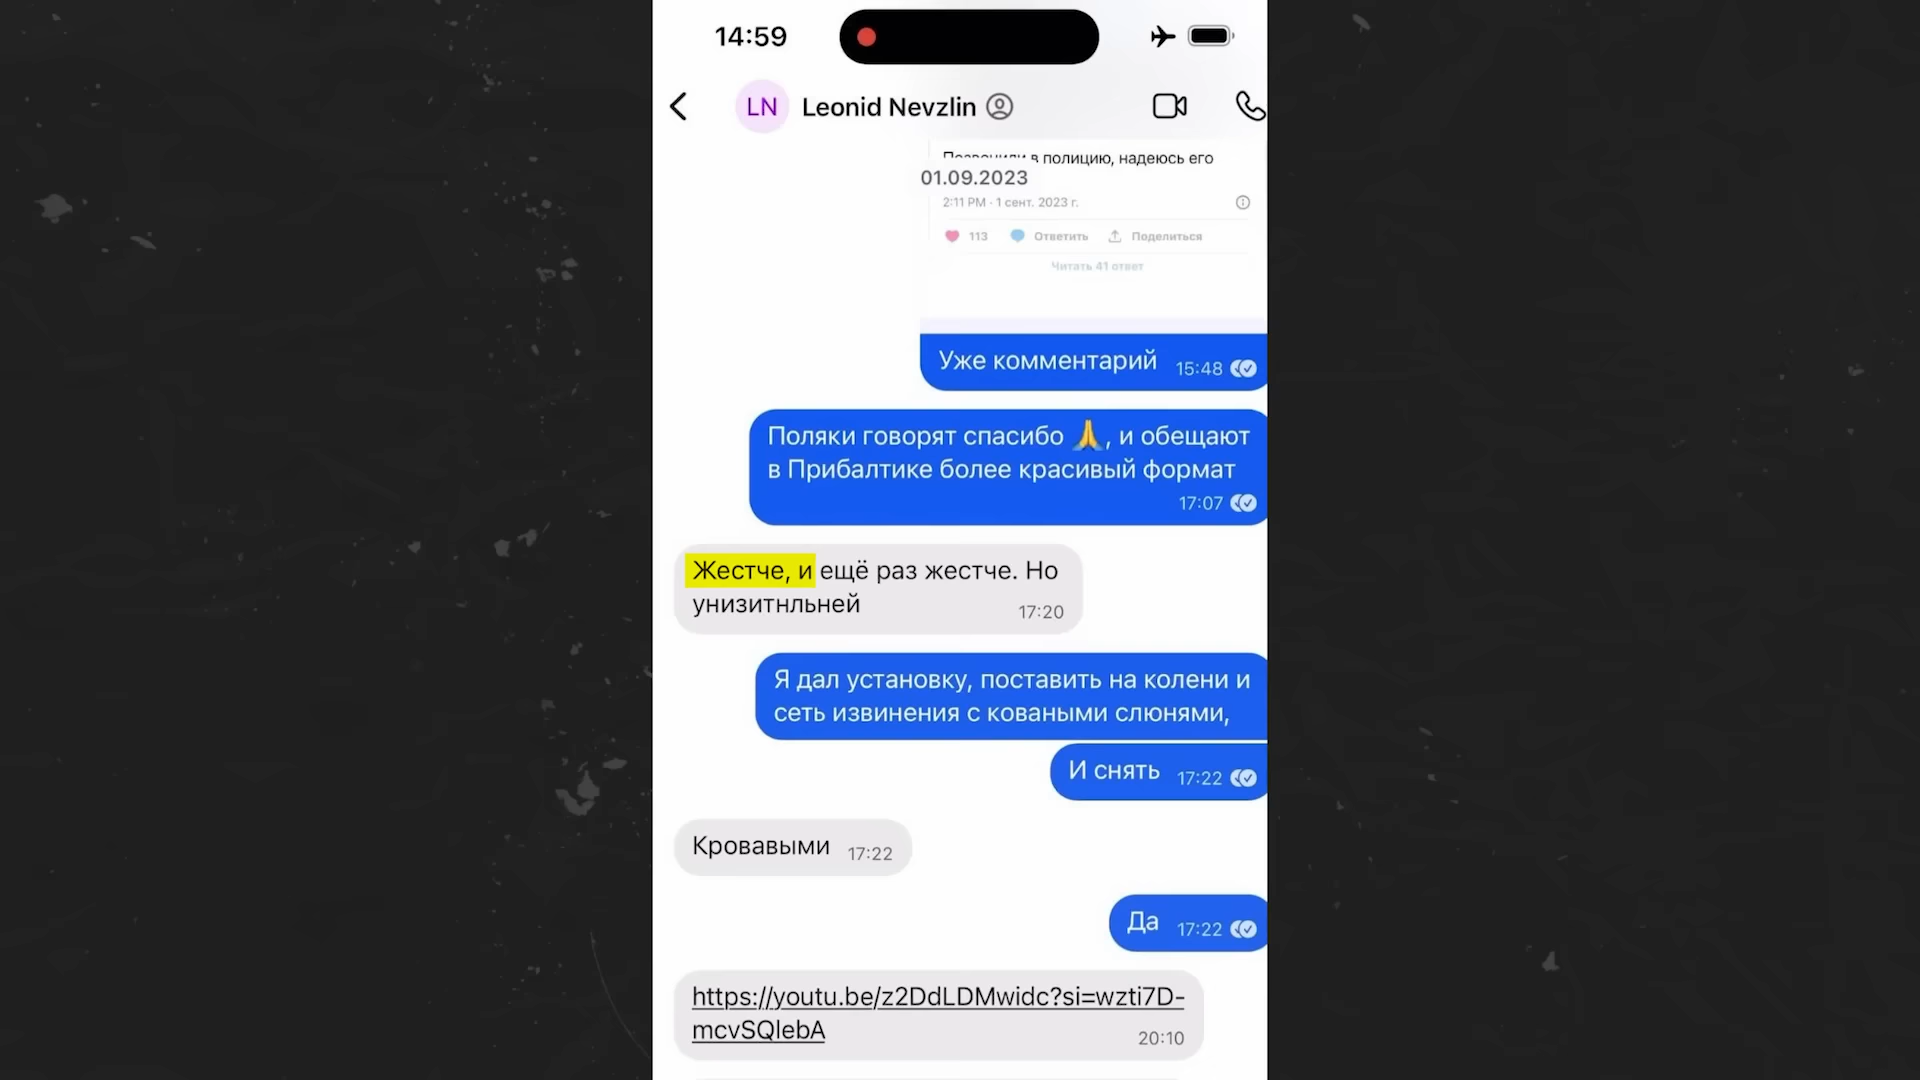 14:59
LN Leonid Nevzlin
Позвонили в полицию, надеюсь его
01.09.2023
2:11 PM · 1 сент. 2023 г.
113 Ответить Поделиться
Читать 41 ответ
Уже комментарий 15:48
Поляки говорят спасибо 🙏, и обещают
в Прибалтике более красивый формат
17:07
Жестче, и ещё раз жестче. Но
унизитнльней 17:20
Я дал установку, поставить на колени и
сеть извинения с коваными слюнями,
И снять 17:22
Кровавыми 17:22
Да 17:22
https://youtu.be/z2DdLDMwidc?si=wzti7D-
mcvSQlebA 20:10